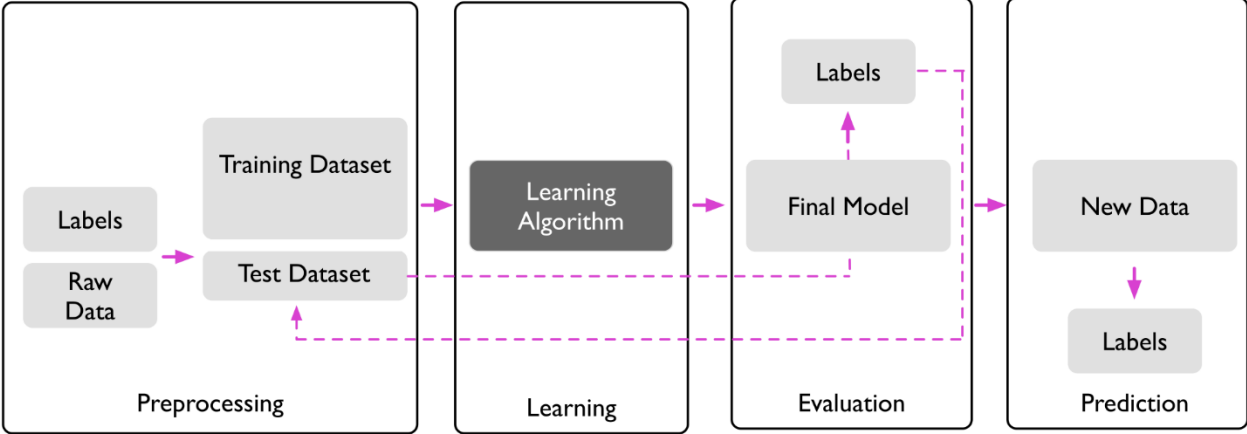 Labels
Raw
Data
Training Dataset
Test Dataset
Preprocessing
Learning
Algorithm
Learning
Labels
Final Model
Evaluation
New Data
Labels
Prediction